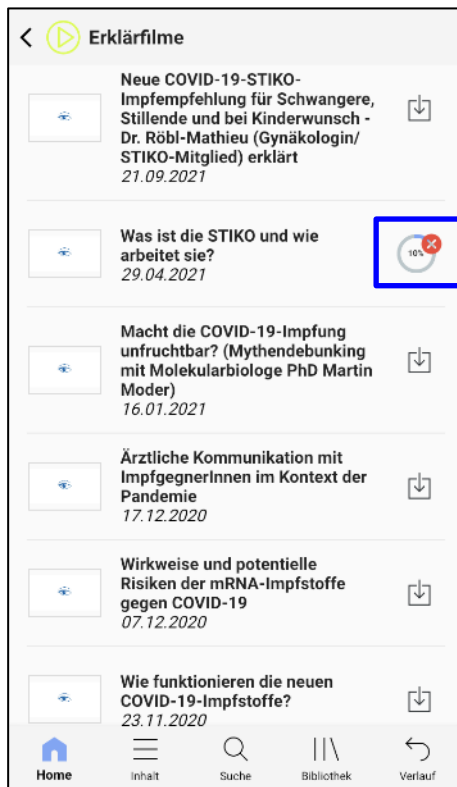 Erklärfilme
Neue COVID-19-STIKO-
Impfempfehlung für Schwangere,
Stillende und bei Kinderwunsch -
Dr. Röbl-Mathieu (Gynäkologin/
STIKO-Mitglied) erklärt
21.09.2021
Was ist die STIKO und wie
arbeitet sie?
29.04.2021
10%
Macht die COVID-19-Impfung
unfruchtbar? (Mythendebunking
mit Molekularbiologe PhD Martin
Moder)
16.01.2021
Ärztliche Kommunikation mit
ImpfgegnerInnen im Kontext der
Pandemie
17.12.2020
Wirkweise und potentielle
Risiken der mRNA-Impfstoffe
gegen COVID-19
07.12.2020
Wie funktionieren die neuen
COVID-19-Impfstoffe?
23.11.2020
Home Inhalt Suche Bibliothek Verlauf